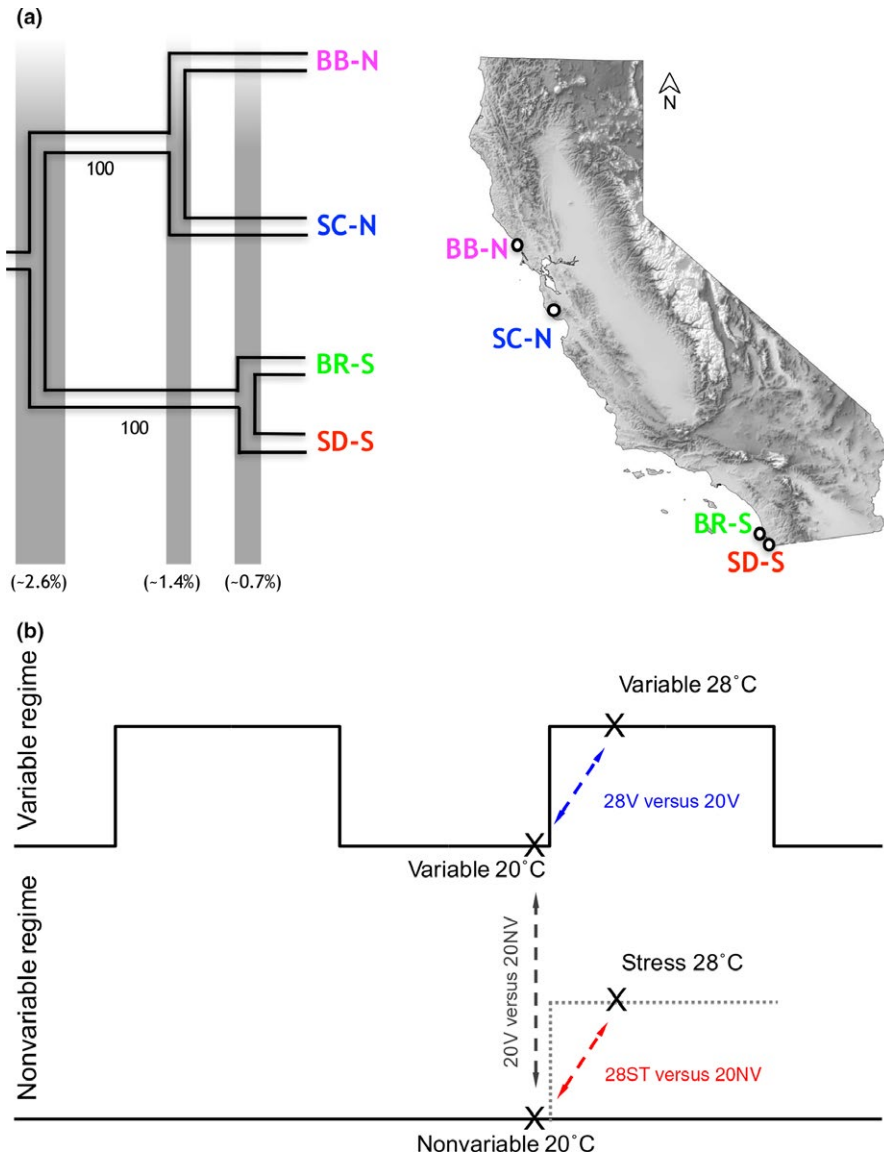 (a)
BB-N
100
SC-N
BR-S
100
SD-S
(~2.6%)
(~1.4%)
(~0.7%)
N
BB-N
SC-N
BR-S
SD-S
(b)
Variable regime
Variable 28˚C
28V versus 20V
Variable 20˚C
Nonvariable regime
20V versus 20NV
Stress 28˚C
28ST versus 20NV
Nonvariable 20˚C